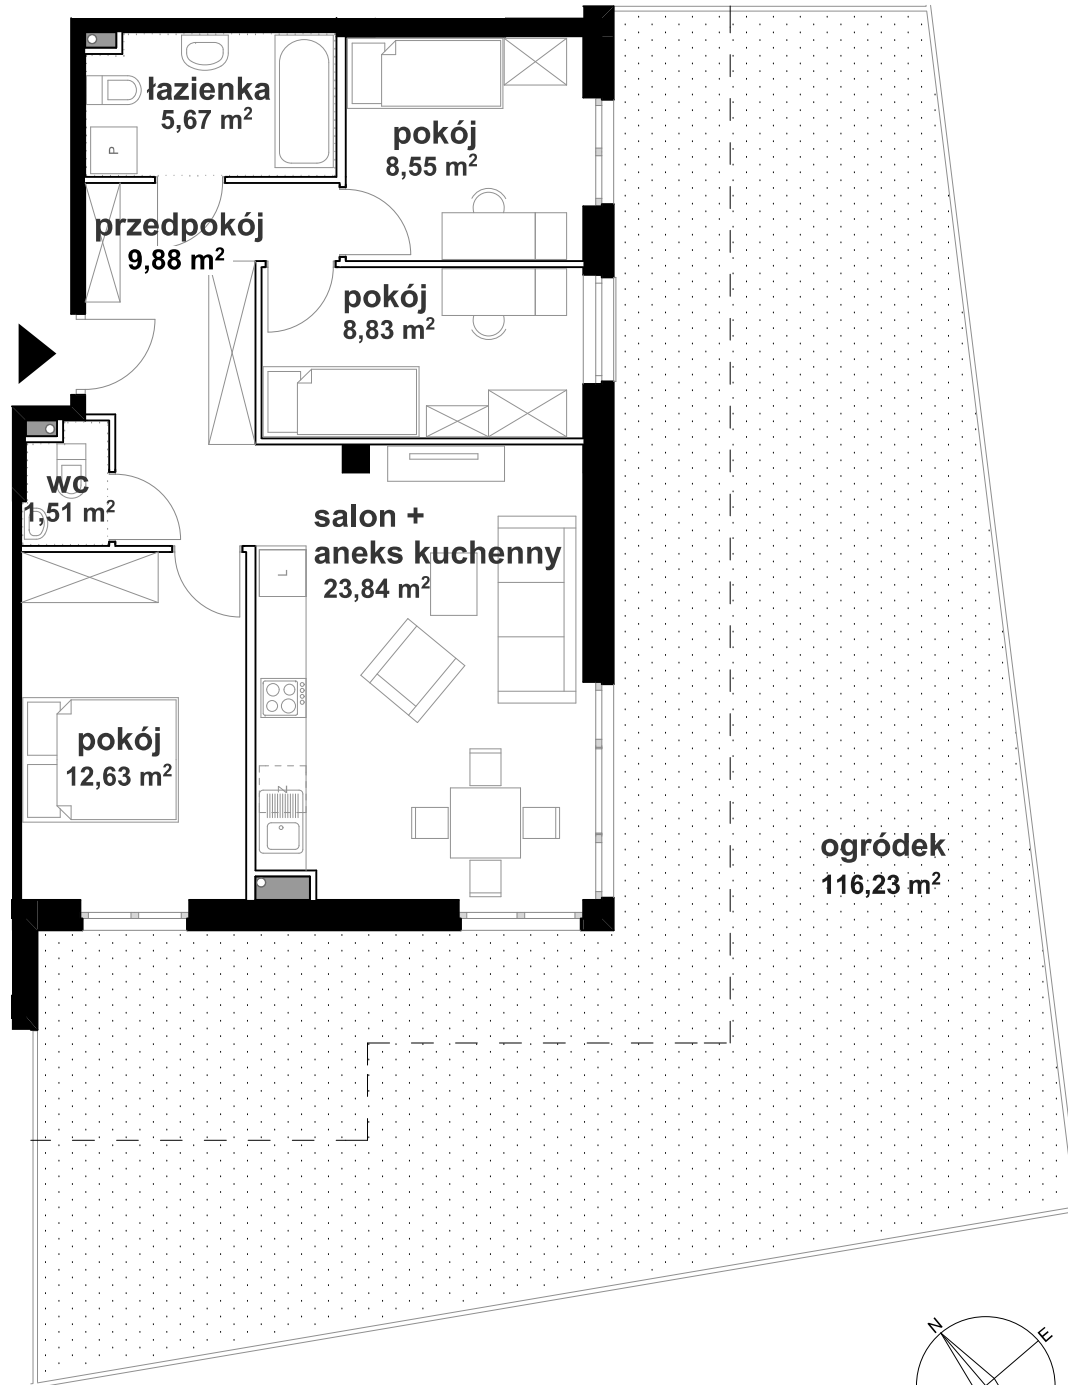 łazienka
5,67 m²
P
pokój
8,55 m²
przedpokój
9,88 m²
pokój
8,83 m²
wc
1,51 m²
salon +
aneks kuchenny
23,84 m²
L
pokój
12,63 m²
Z
ogródek
116,23 m²
N
E